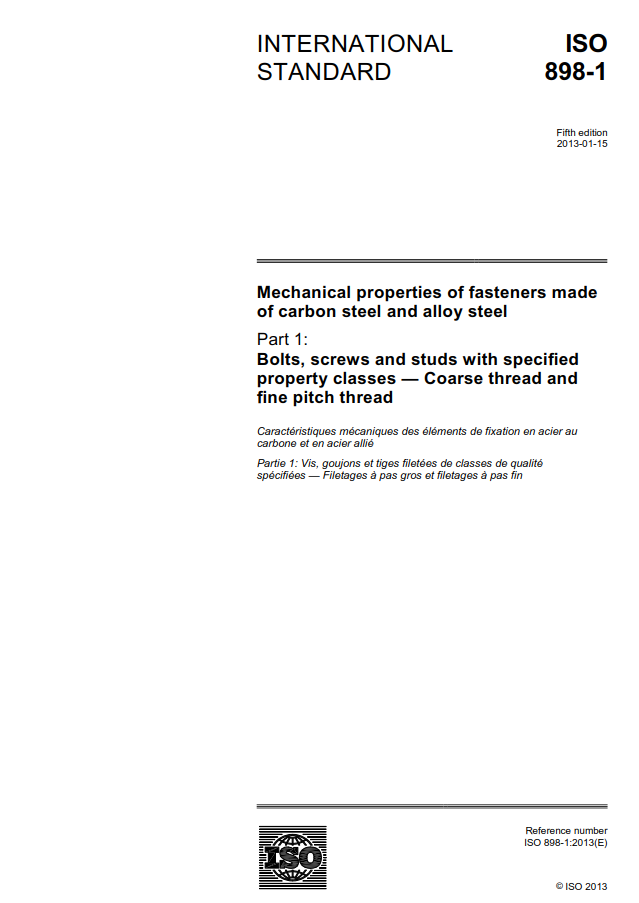 INTERNATIONAL STANDARD
ISO 898-1
Fifth edition
2013-01-15
Mechanical properties of fasteners made
of carbon steel and alloy steel
Part 1:
Bolts, screws and studs with specified
property classes — Coarse thread and
fine pitch thread
Caractéristiques mécaniques des éléments de fixation en acier au
carbone et en acier allié
Partie 1: Vis, goujons et tiges filetées de classes de qualité
spécifiées — Filetages à pas gros et filetages à pas fin
ISO
Reference number
ISO 898-1:2013(E)
© ISO 2013